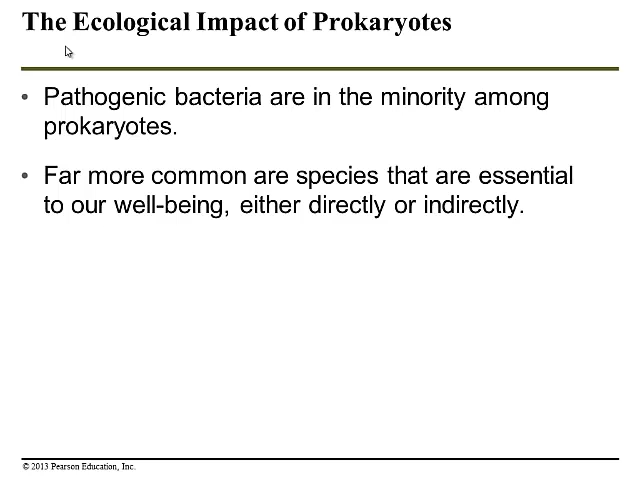 The Ecological Impact of Prokaryotes
• Pathogenic bacteria are in the minority among
prokaryotes.
• Far more common are species that are essential
to our well-being, either directly or indirectly.
© 2013 Pearson Education, Inc.